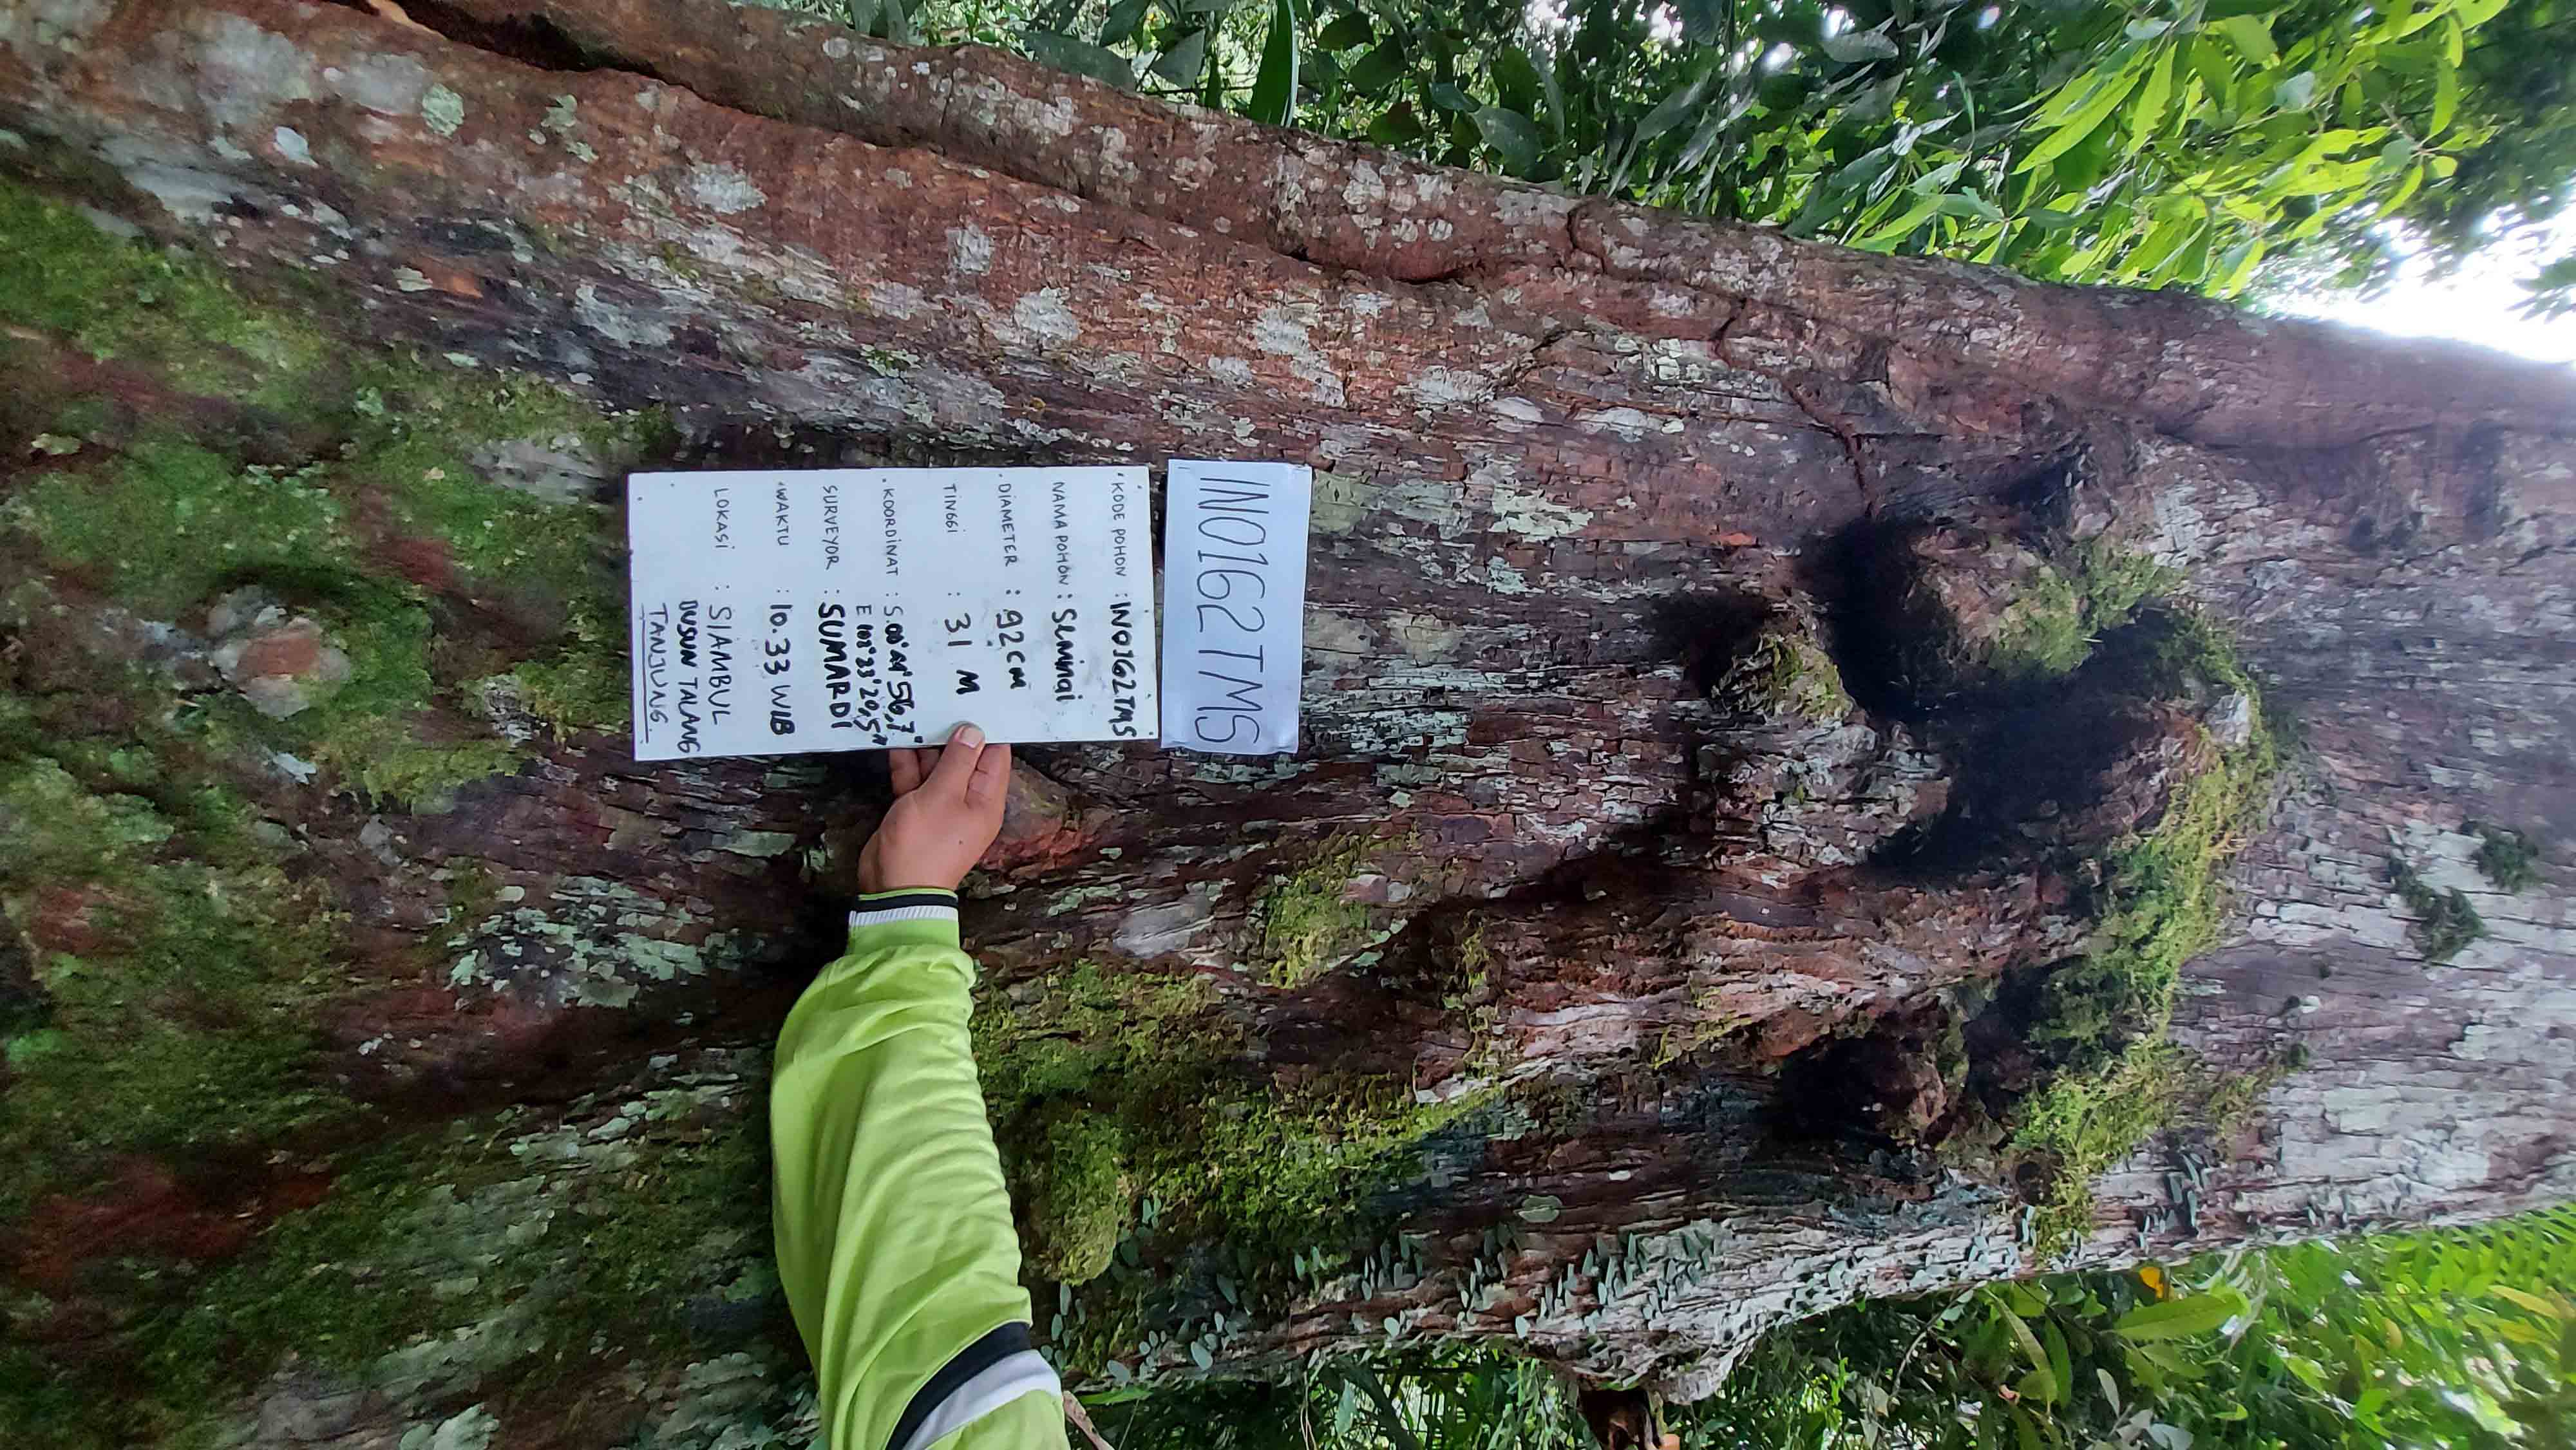 IN0162TMS
KODE POHON : IN0162TMS
NAMA POHON : Seminai
DIAMETER : 92 CM
TINGGI : 31 M
KOORDINAT : S. 00° 44' 56,7"
E 102° 23' 20,5"
SURVEYOR : SUMARDI
WAKTU : 10.33 WIB
LOKASI : SIAMBUL
DUSUN TALANG
TANJUNG.